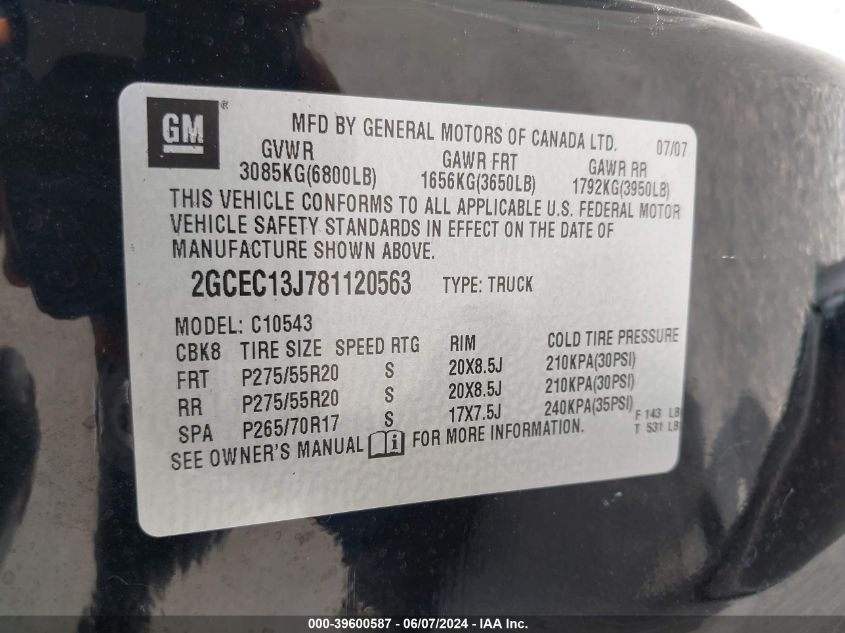 GM ®
MFD BY GENERAL MOTORS OF CANADA LTD. 07/07
GVWR GAWR FRT GAWR RR
3085KG(6800LB) 1656KG(3650LB) 1792KG(3950LB)
THIS VEHICLE CONFORMS TO ALL APPLICABLE U.S. FEDERAL MOTOR
VEHICLE SAFETY STANDARDS IN EFFECT ON THE DATE OF
MANUFACTURE SHOWN ABOVE.
2GCEC13J781120563 TYPE: TRUCK
MODEL: C10543
CBK8 TIRE SIZE SPEED RTG RIM COLD TIRE PRESSURE
FRT P275/55R20 S 20X8.5J 210KPA(30PSI)
RR P275/55R20 S 20X8.5J 210KPA(30PSI)
SPA P265/70R17 S 17X7.5J 240KPA(35PSI) F 143 LB
T 531 LB
SEE OWNER'S MANUAL FOR MORE INFORMATION.
000-39600587 - 06/07/2024 - IAA Inc.